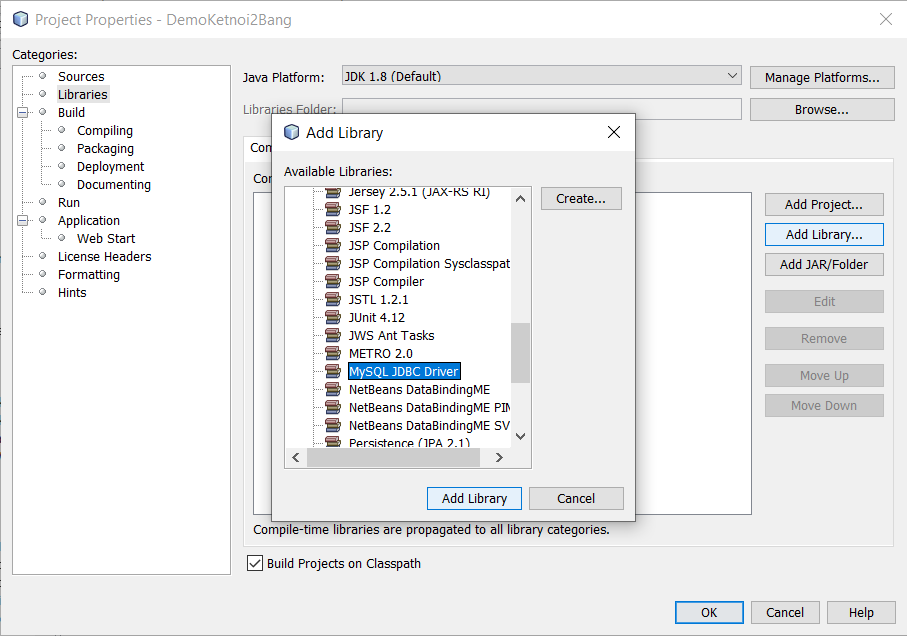 Project Properties - DemoKetnoi2Bang
Categories:
Sources
Libraries
Build
Compiling
Packaging
Deployment
Documenting
Run
Application
Web Start
License Headers
Formatting
Hints
Java Platform:
JDK 1.8 (Default)
Manage Platforms...
Libraries Folder:
Browse...
Com
Con
Add Project...
Add Library...
Add JAR/Folder
Edit
Remove
Move Up
Move Down
Add Library
Available Libraries:
Jersey 2.5.1 (JAX-RS RI)
JSF 1.2
JSF 2.2
JSP Compilation
JSP Compilation Sysclasspat
JSP Compiler
JSTL 1.2.1
JUnit 4.12
JWS Ant Tasks
METRO 2.0
MySQL JDBC Driver
NetBeans DataBindingME
NetBeans DataBindingME PIM
NetBeans DataBindingME SV
Persistence (JPA 2.1)
Create...
Add Library
Cancel
Compile-time libraries are propagated to all library categories.
Build Projects on Classpath
OK
Cancel
Help